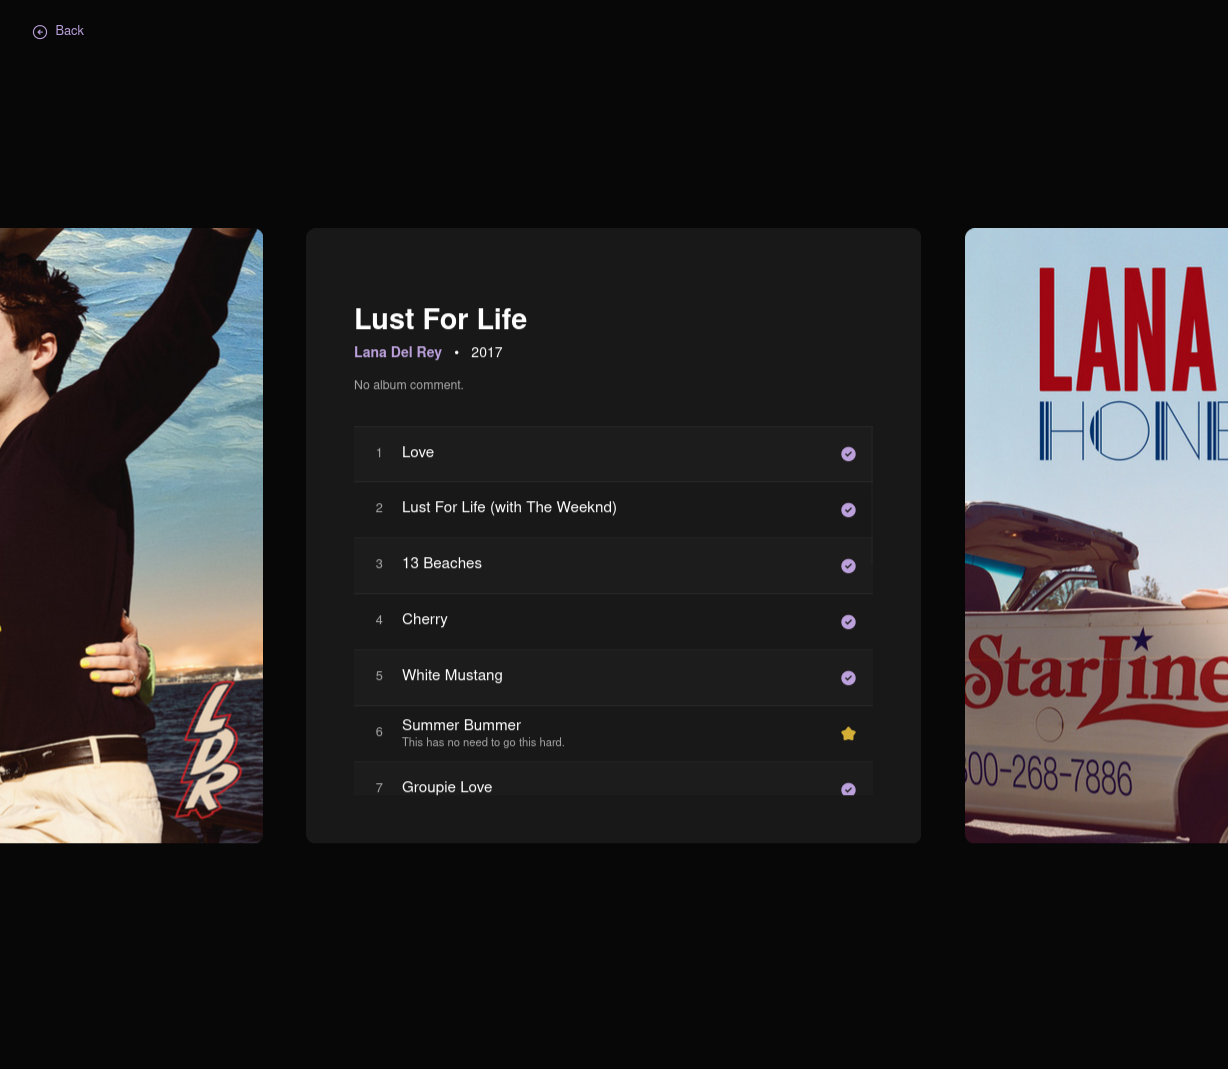 Back
Lust For Life
Lana Del Rey • 2017
No album comment.
1 Love
2 Lust For Life (with The Weeknd)
3 13 Beaches
4 Cherry
5 White Mustang
6 Summer Bummer
This has no need to go this hard.
7 Groupie Love
LDR
LANA
HONE
StarLine
800-268-7886